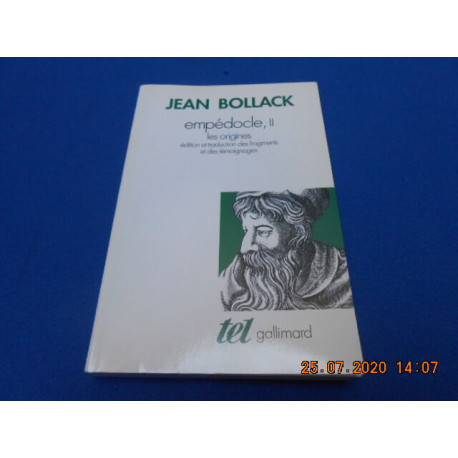 JEAN BOLLACK
empédocle, II
les origines
édition et traduction des fragments
et des témoignages
tel gallimard
25.07.2020 14:07